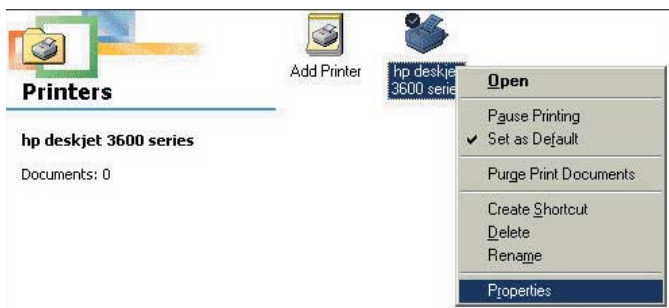 Printers
hp deskjet 3600 series
Documents: 0
Add Printer
hp deskje
3600 serie
Open
Pause Printing
✔ Set as Default
Purge Print Documents
Create Shortcut
Delete
Rename
Properties